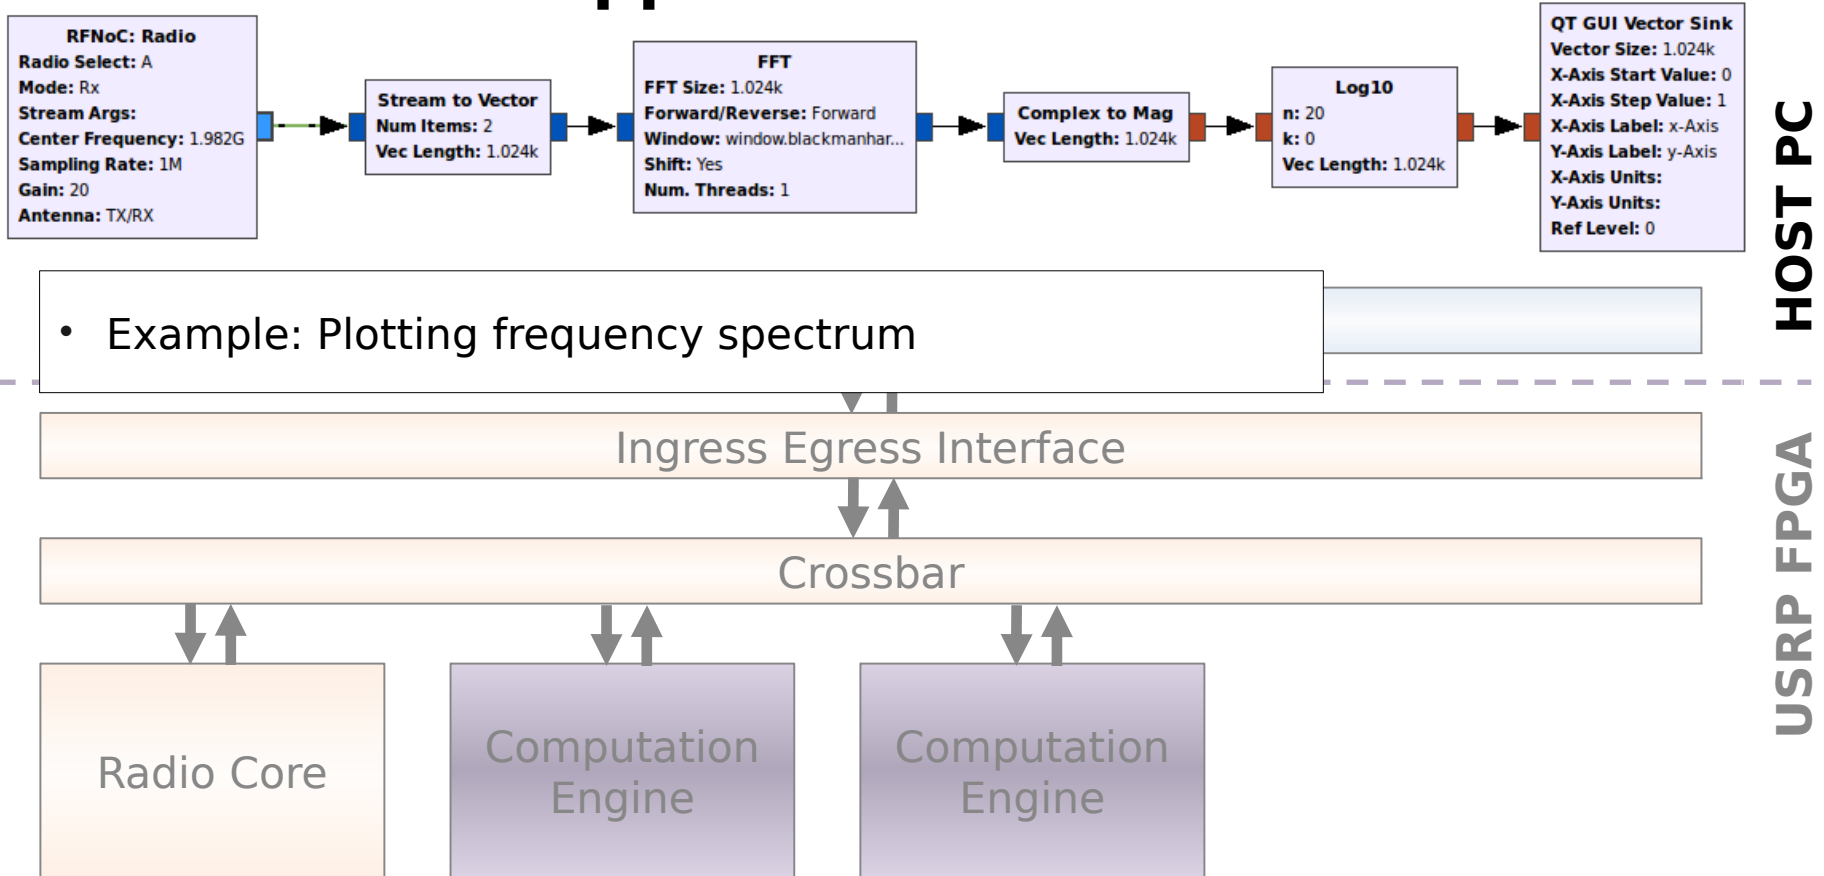 RFNoC: Radio
Radio Select: A
Mode: Rx
Stream Args:
Center Frequency: 1.982G
Sampling Rate: 1M
Gain: 20
Antenna: TX/RX
Stream to Vector
Num Items: 2
Vec Length: 1.024k
FFT
FFT Size: 1.024k
Forward/Reverse: Forward
Window: window.blackmanhar...
Shift: Yes
Num. Threads: 1
Complex to Mag
Vec Length: 1.024k
Log10
n: 20
k: 0
Vec Length: 1.024k
QT GUI Vector Sink
Vector Size: 1.024k
X-Axis Start Value: 0
X-Axis Step Value: 1
X-Axis Label: x-Axis
Y-Axis Label: y-Axis
X-Axis Units:
Y-Axis Units:
Ref Level: 0
HOST PC
• Example: Plotting frequency spectrum
Ingress Egress Interface
Crossbar
USRP FPGA
Radio Core
Computation
Engine
Computation
Engine